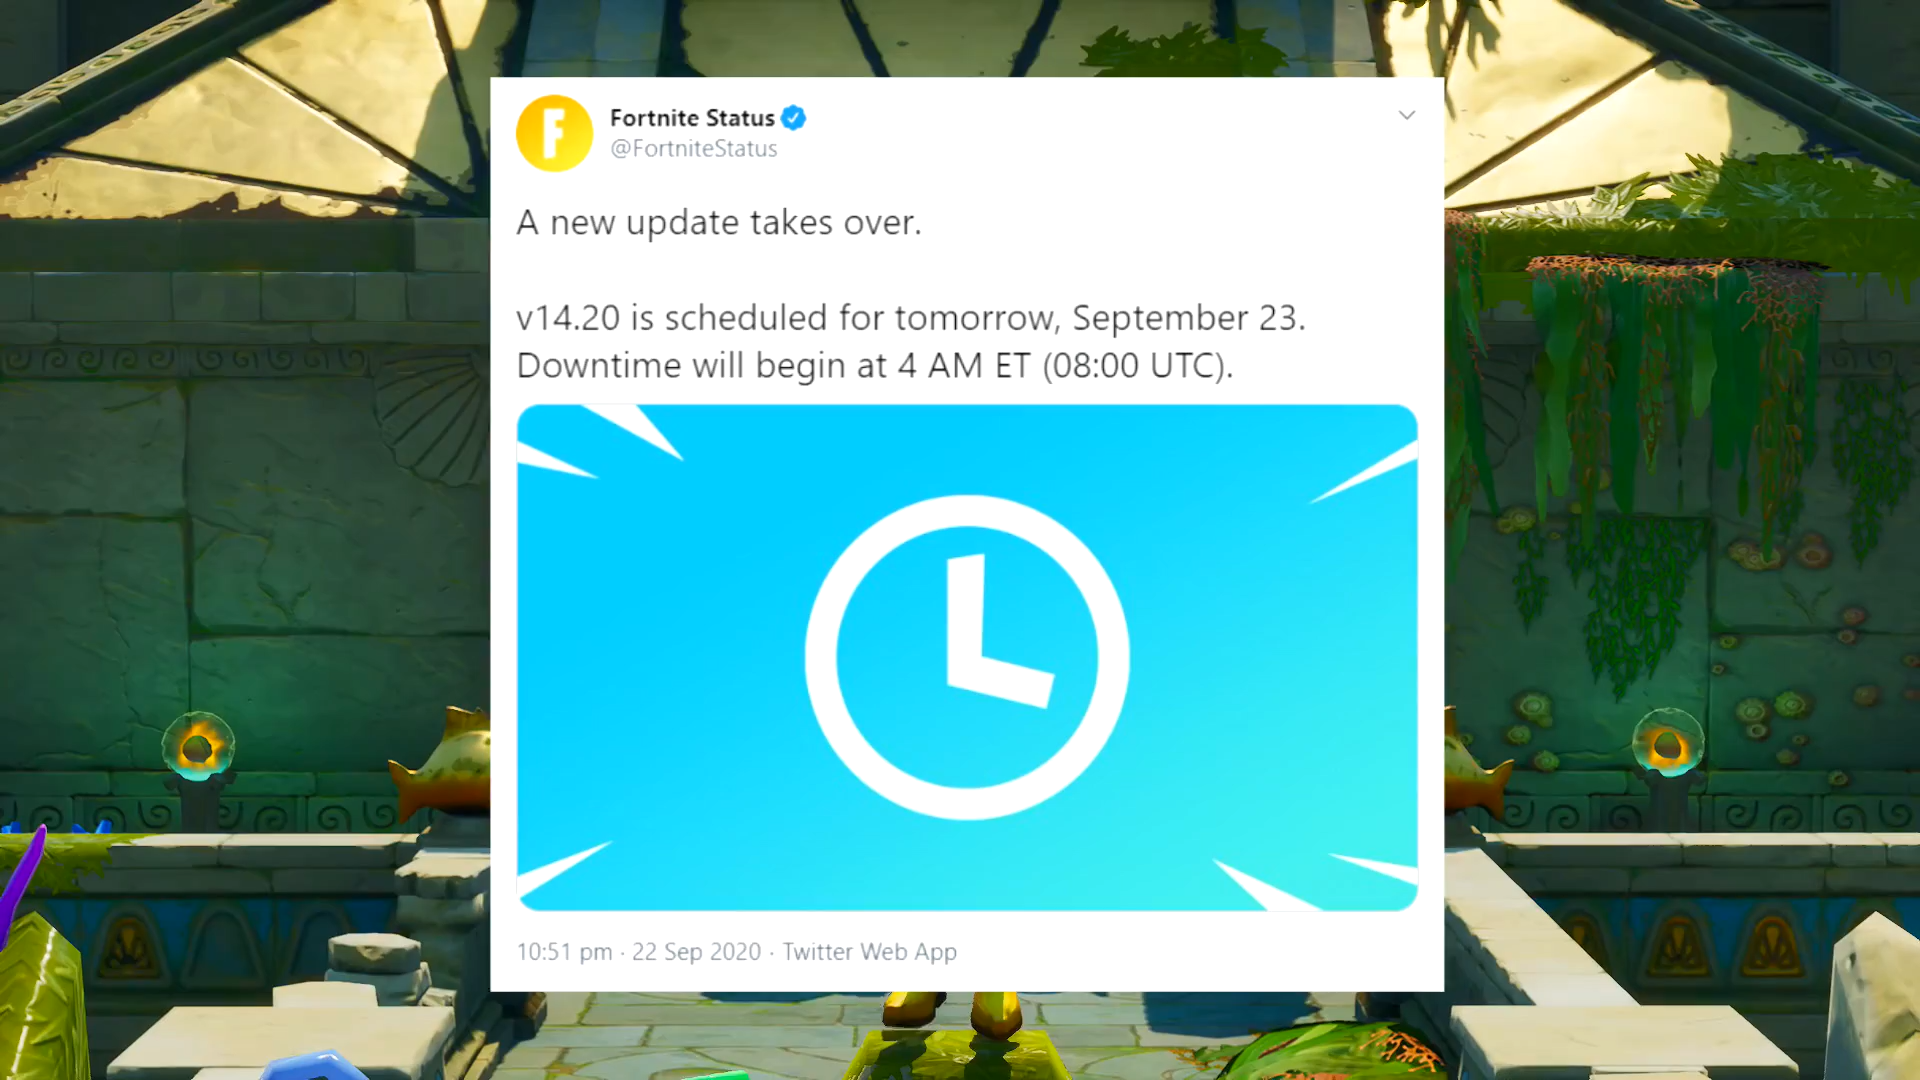 F
Fortnite Status
@FortniteStatus
A new update takes over.
v14.20 is scheduled for tomorrow, September 23.
Downtime will begin at 4 AM ET (08:00 UTC).
10:51 pm · 22 Sep 2020 · Twitter Web App